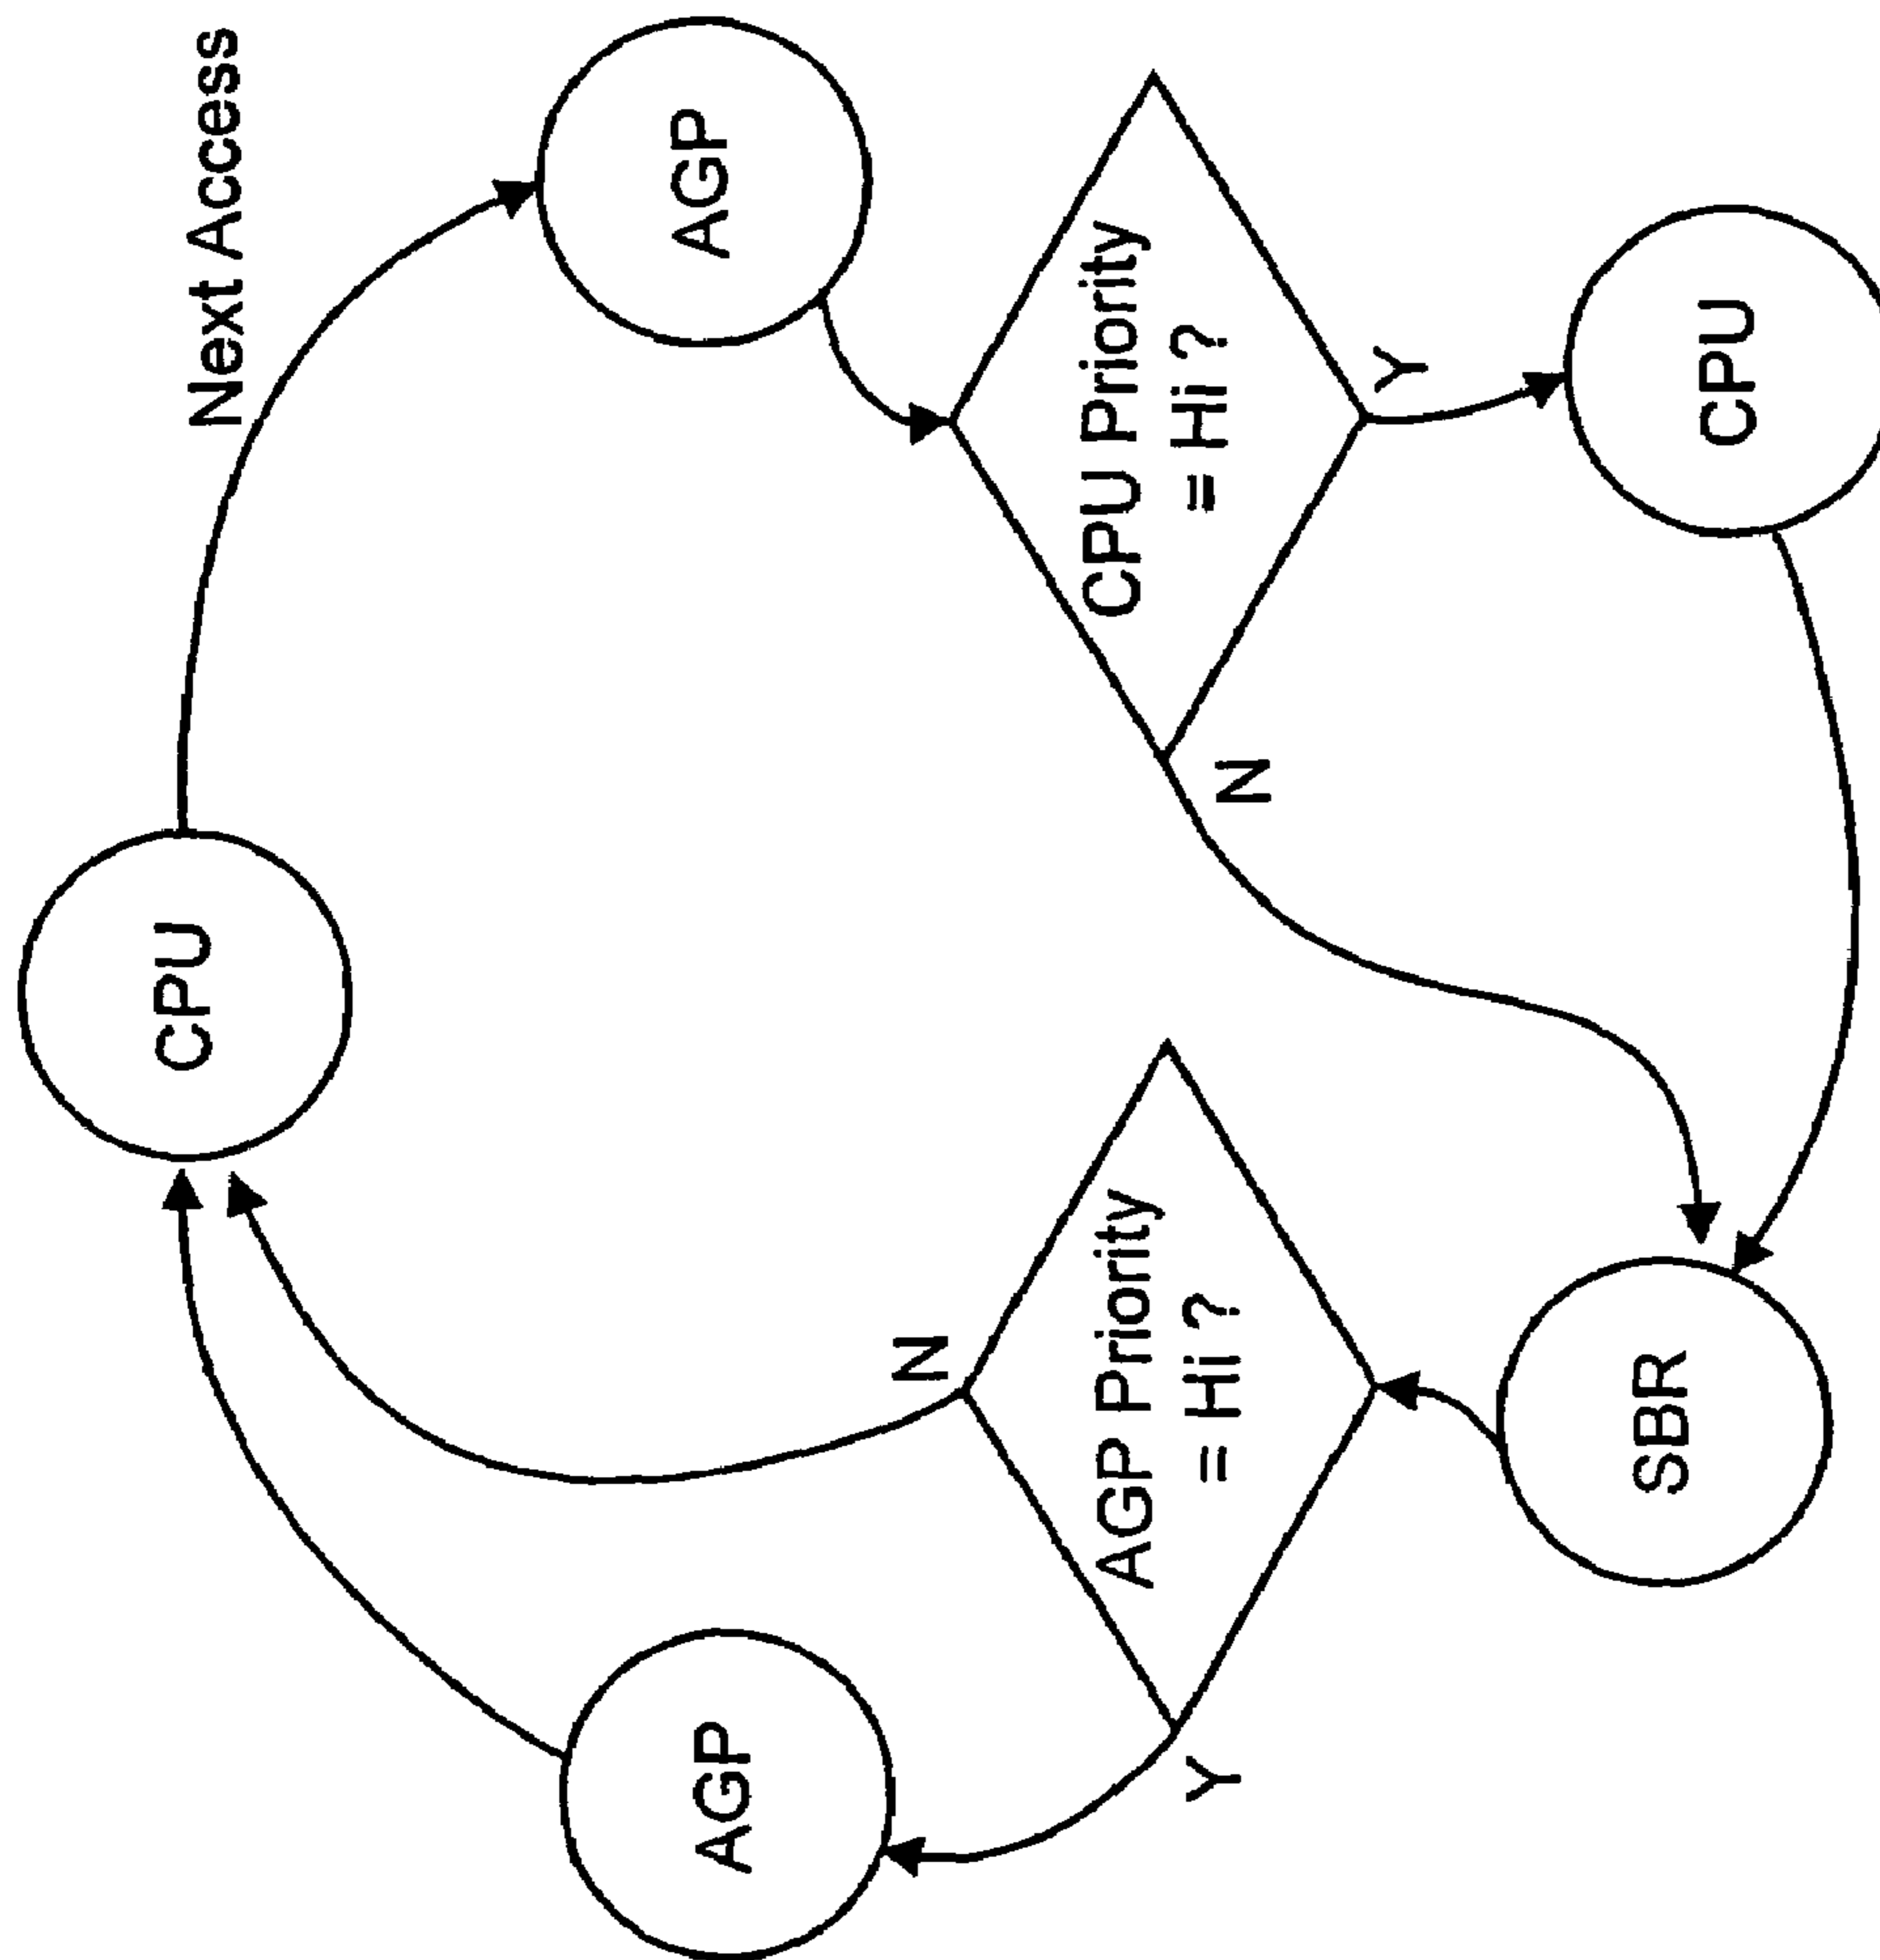 CPU
Next Access
AGP
CPU Priority
= Hi ?
Y
N
CPU
SBR
AGP Priority
= Hi ?
N
Y
AGP